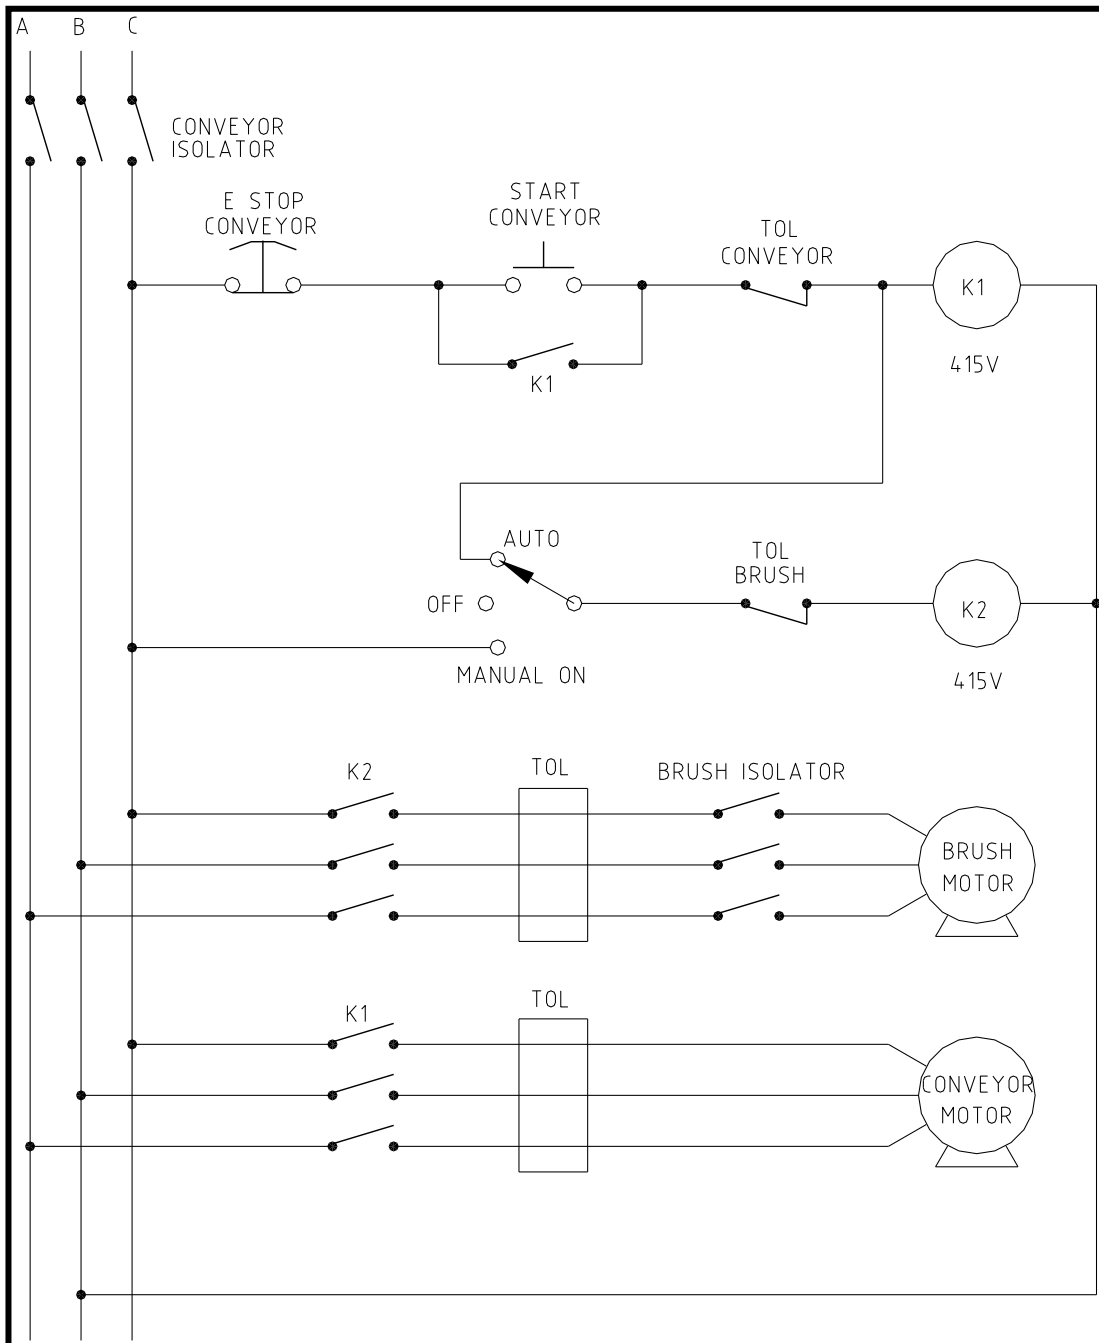 A B C
CONVEYOR
ISOLATOR
E STOP
CONVEYOR
START
CONVEYOR
TOL
CONVEYOR
K1
415V
K1
AUTO
OFF
MANUAL ON
TOL
BRUSH
K2
415V
K2
TOL
BRUSH ISOLATOR
BRUSH
MOTOR
K1
TOL
CONVEYOR
MOTOR